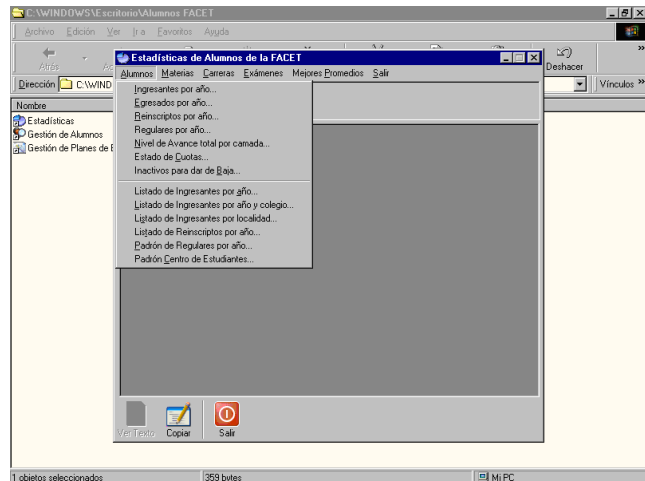 C:\WINDOWS\Escritorio\Alumnos FACET
Archivo Edición Ver Ir a Favoritos Ayuda
Atrás
Deshacer
Dirección C:\WIND
Vínculos
Nombre
Estadísticas
Gestión de Alumnos
Gestión de Planes de E
Estadísticas de Alumnos de la FACET
Alumnos Materias Carreras Exámenes Mejores Promedios Salir
Ingresantes por año...
Egresados por año...
Reinscriptos por año...
Regulares por año...
Nivel de Avance total por camada...
Estado de Cuotas...
Inactivos para dar de Baja...
Listado de Ingresantes por año...
Listado de Ingresantes por año y colegio...
Listado de Ingresantes por localidad...
Listado de Reinscriptos por año...
Padrón de Regulares por año...
Padrón Centro de Estudiantes...
Ver Texto Copiar Salir
1 objetos seleccionados 359 bytes Mi PC